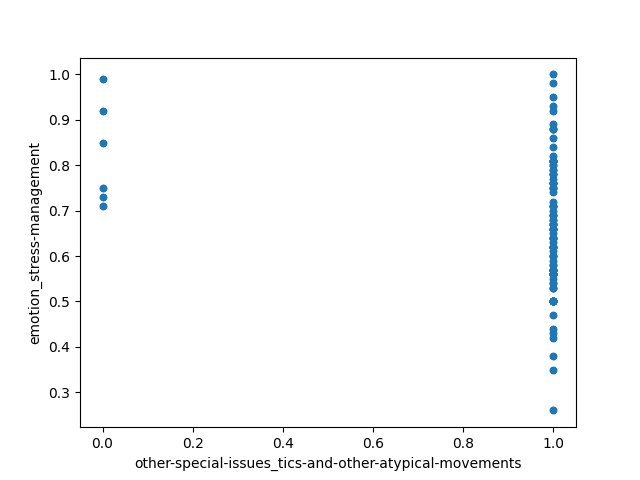 1.0
0.9
0.8
0.7
0.6
0.5
0.4
0.3
emotion_stress-management
0.0 0.2 0.4 0.6 0.8 1.0
other-special-issues_tics-and-other-atypical-movements